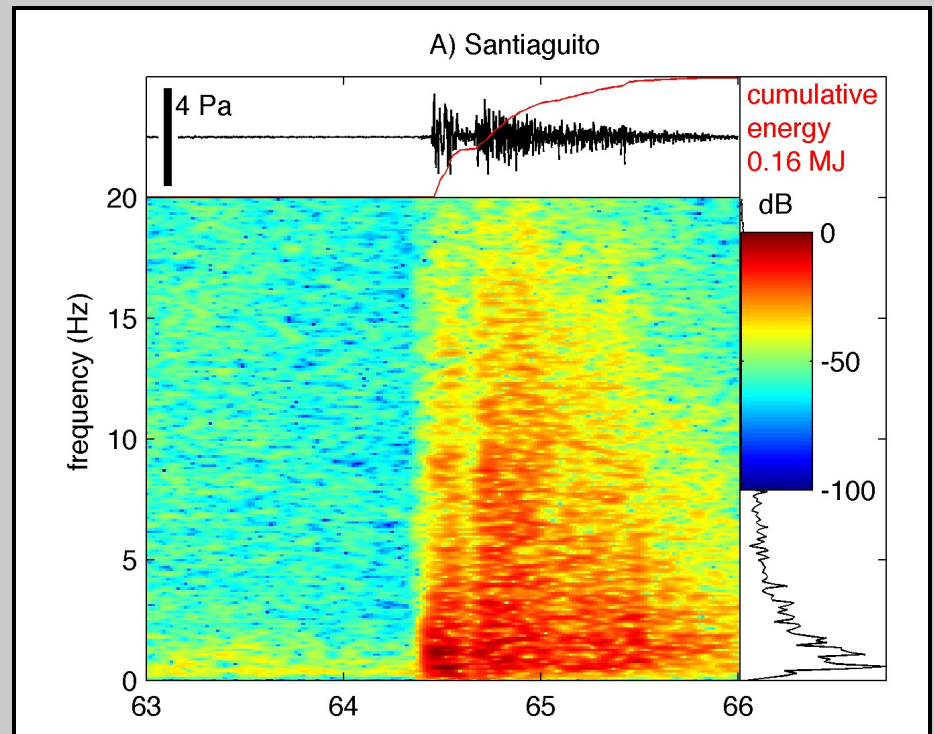 A) Santiaguito
4 Pa
cumulative
energy
0.16 MJ
dB
20
15
10
5
0
frequency (Hz)
0
-50
-100
63
64
65
66